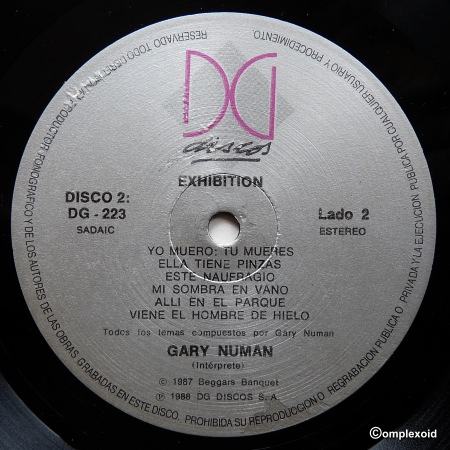 DG
discos
EXHIBITION
DISCO 2:
DG - 223
SADAIC
Lado 2
ESTEREO
YO MUERO: TU MUERES
ELLA TIENE PINZAS
ESTE NAUFRAGIO
MI SOMBRA EN VANO
ALLI EN EL PARQUE
VIENE EL HOMBRE DE HIELO
Todos los temas compuestos por Gary Numan
GARY NUMAN
(Intérprete)
© 1987 Beggars Banquet
℗ 1988 DG DISCOS S.A.
RESERVADO TODO DERECHO DEL PRODUCTOR FONOGRAFICO Y DE LOS AUTORES DE LAS OBRAS GRABADAS EN ESTE DISCO. PROHIBIDA SU REPRODUCCION O REGRABACION PUBLICA O PRIVADA Y LA EJECUCION PUBLICA POR CUALQUIER USUARIO Y PROCEDIMIENTO
©omplexoid